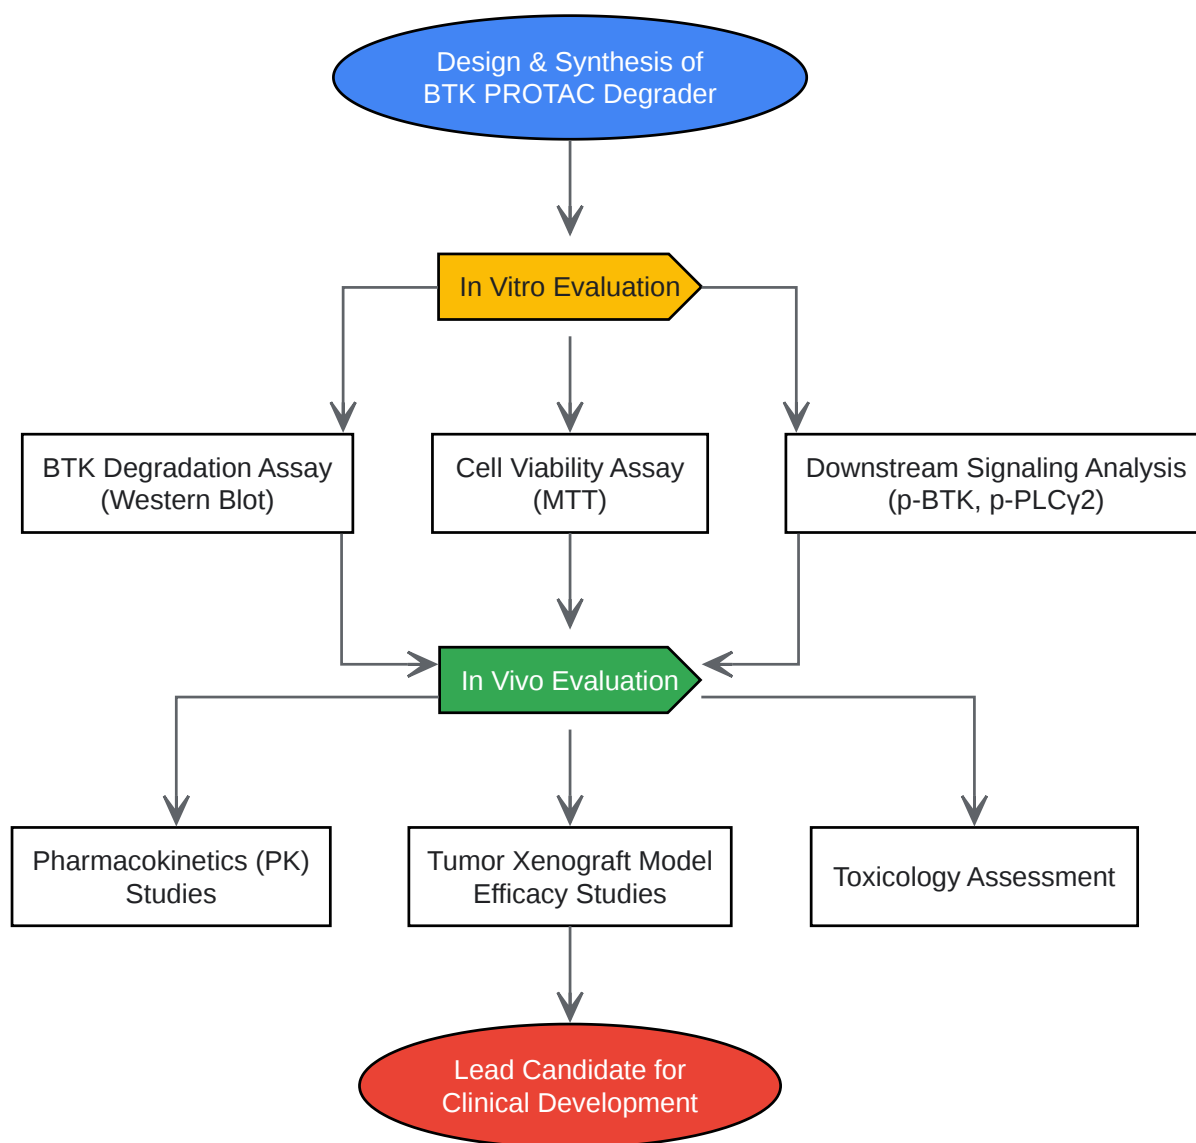 Design & Synthesis of
BTK PROTAC Degrader
In Vitro Evaluation
BTK Degradation Assay
(Western Blot)
Cell Viability Assay
(MTT)
Downstream Signaling Analysis
(p-BTK, p-PLCγ2)
In Vivo Evaluation
Pharmacokinetics (PK)
Studies
Tumor Xenograft Model
Efficacy Studies
Toxicology Assessment
Lead Candidate for
Clinical Development